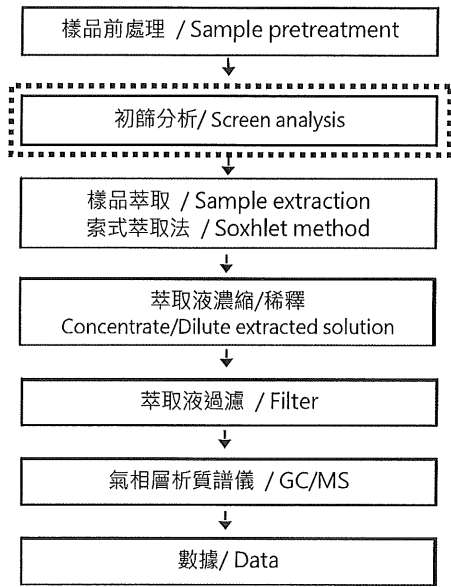 樣品前處理 / Sample pretreatment
初篩分析/ Screen analysis
樣品萃取 / Sample extraction
索式萃取法 / Soxhlet method
萃取液濃縮/稀釋
Concentrate/Dilute extracted solution
萃取液過濾 / Filter
氣相層析質譜儀 / GC/MS
數據/ Data